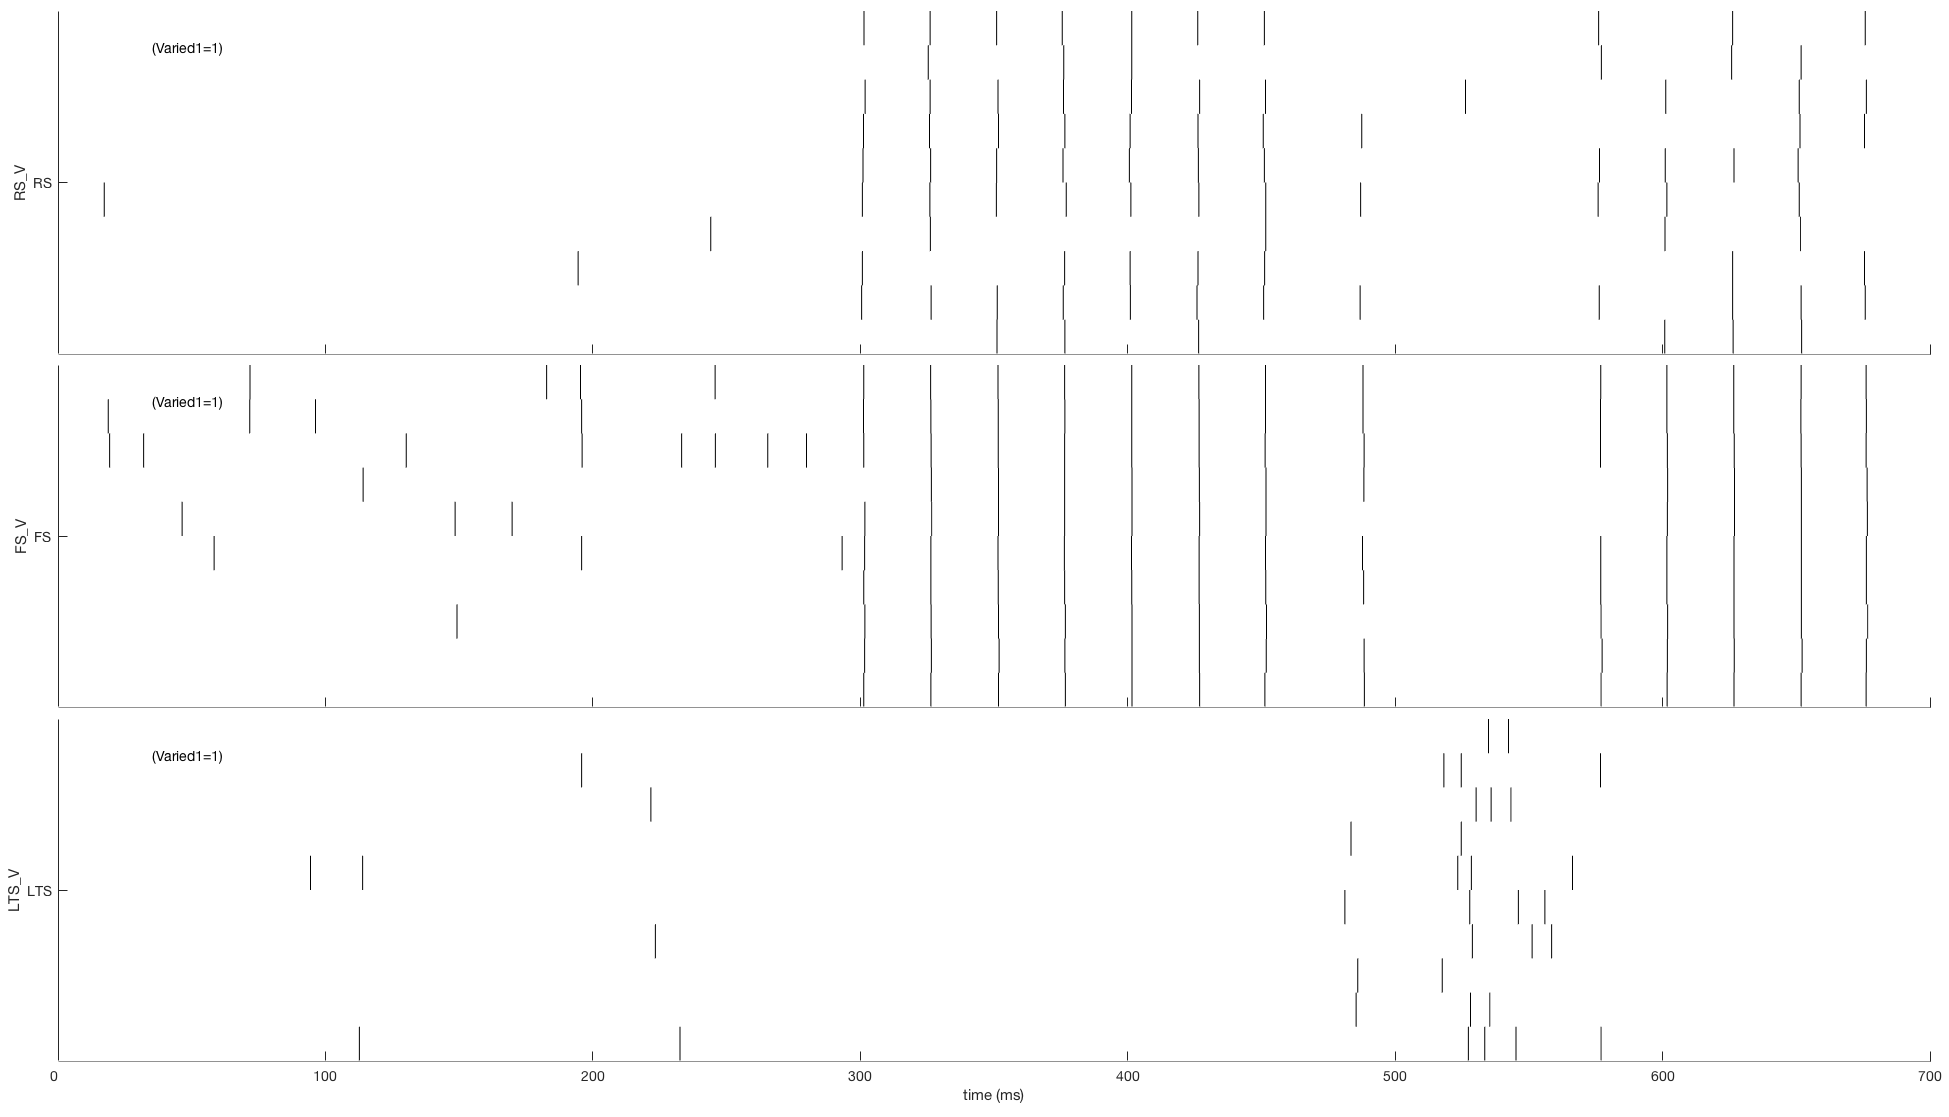 (Varied1=1)
RS_V
RS
(Varied1=1)
FS_V
FS
(Varied1=1)
LTS_V
LTS
0 100 200 300 400 500 600 700
time (ms)